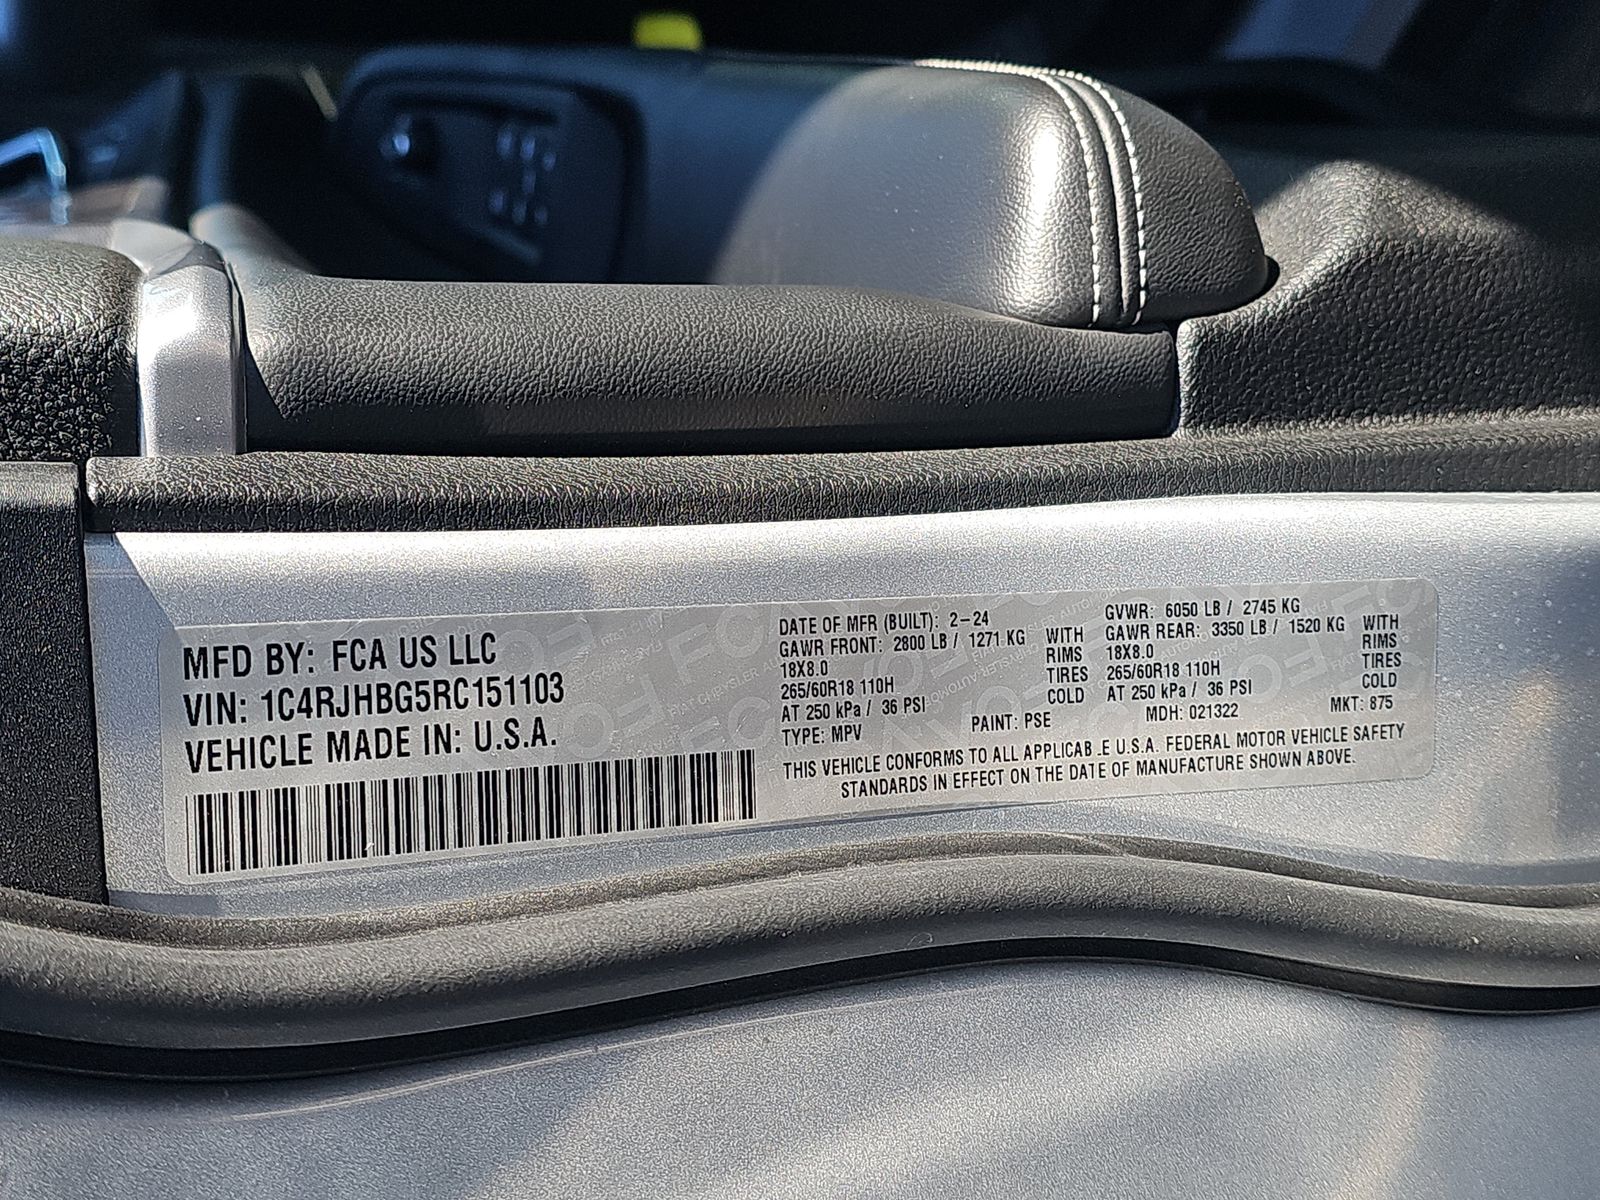 MFD BY: FCA US LLC
VIN: 1C4RJHBG5RC151103
VEHICLE MADE IN: U.S.A.
DATE OF MFR (BUILT): 2-24
GAWR FRONT: 2800 LB / 1271 KG WITH
18X8.0 RIMS
265/60R18 110H TIRES
AT 250 kPa / 36 PSI COLD
GVWR: 6050 LB / 2745 KG
GAWR REAR: 3350 LB / 1520 KG WITH
18X8.0 RIMS
265/60R18 110H TIRES
AT 250 kPa / 36 PSI COLD
TYPE: MPV PAINT: PSE MDH: 021322 MKT: 875
THIS VEHICLE CONFORMS TO ALL APPLICAB.E U.S.A. FEDERAL MOTOR VEHICLE SAFETY
STANDARDS IN EFFECT ON THE DATE OF MANUFACTURE SHOWN ABOVE.